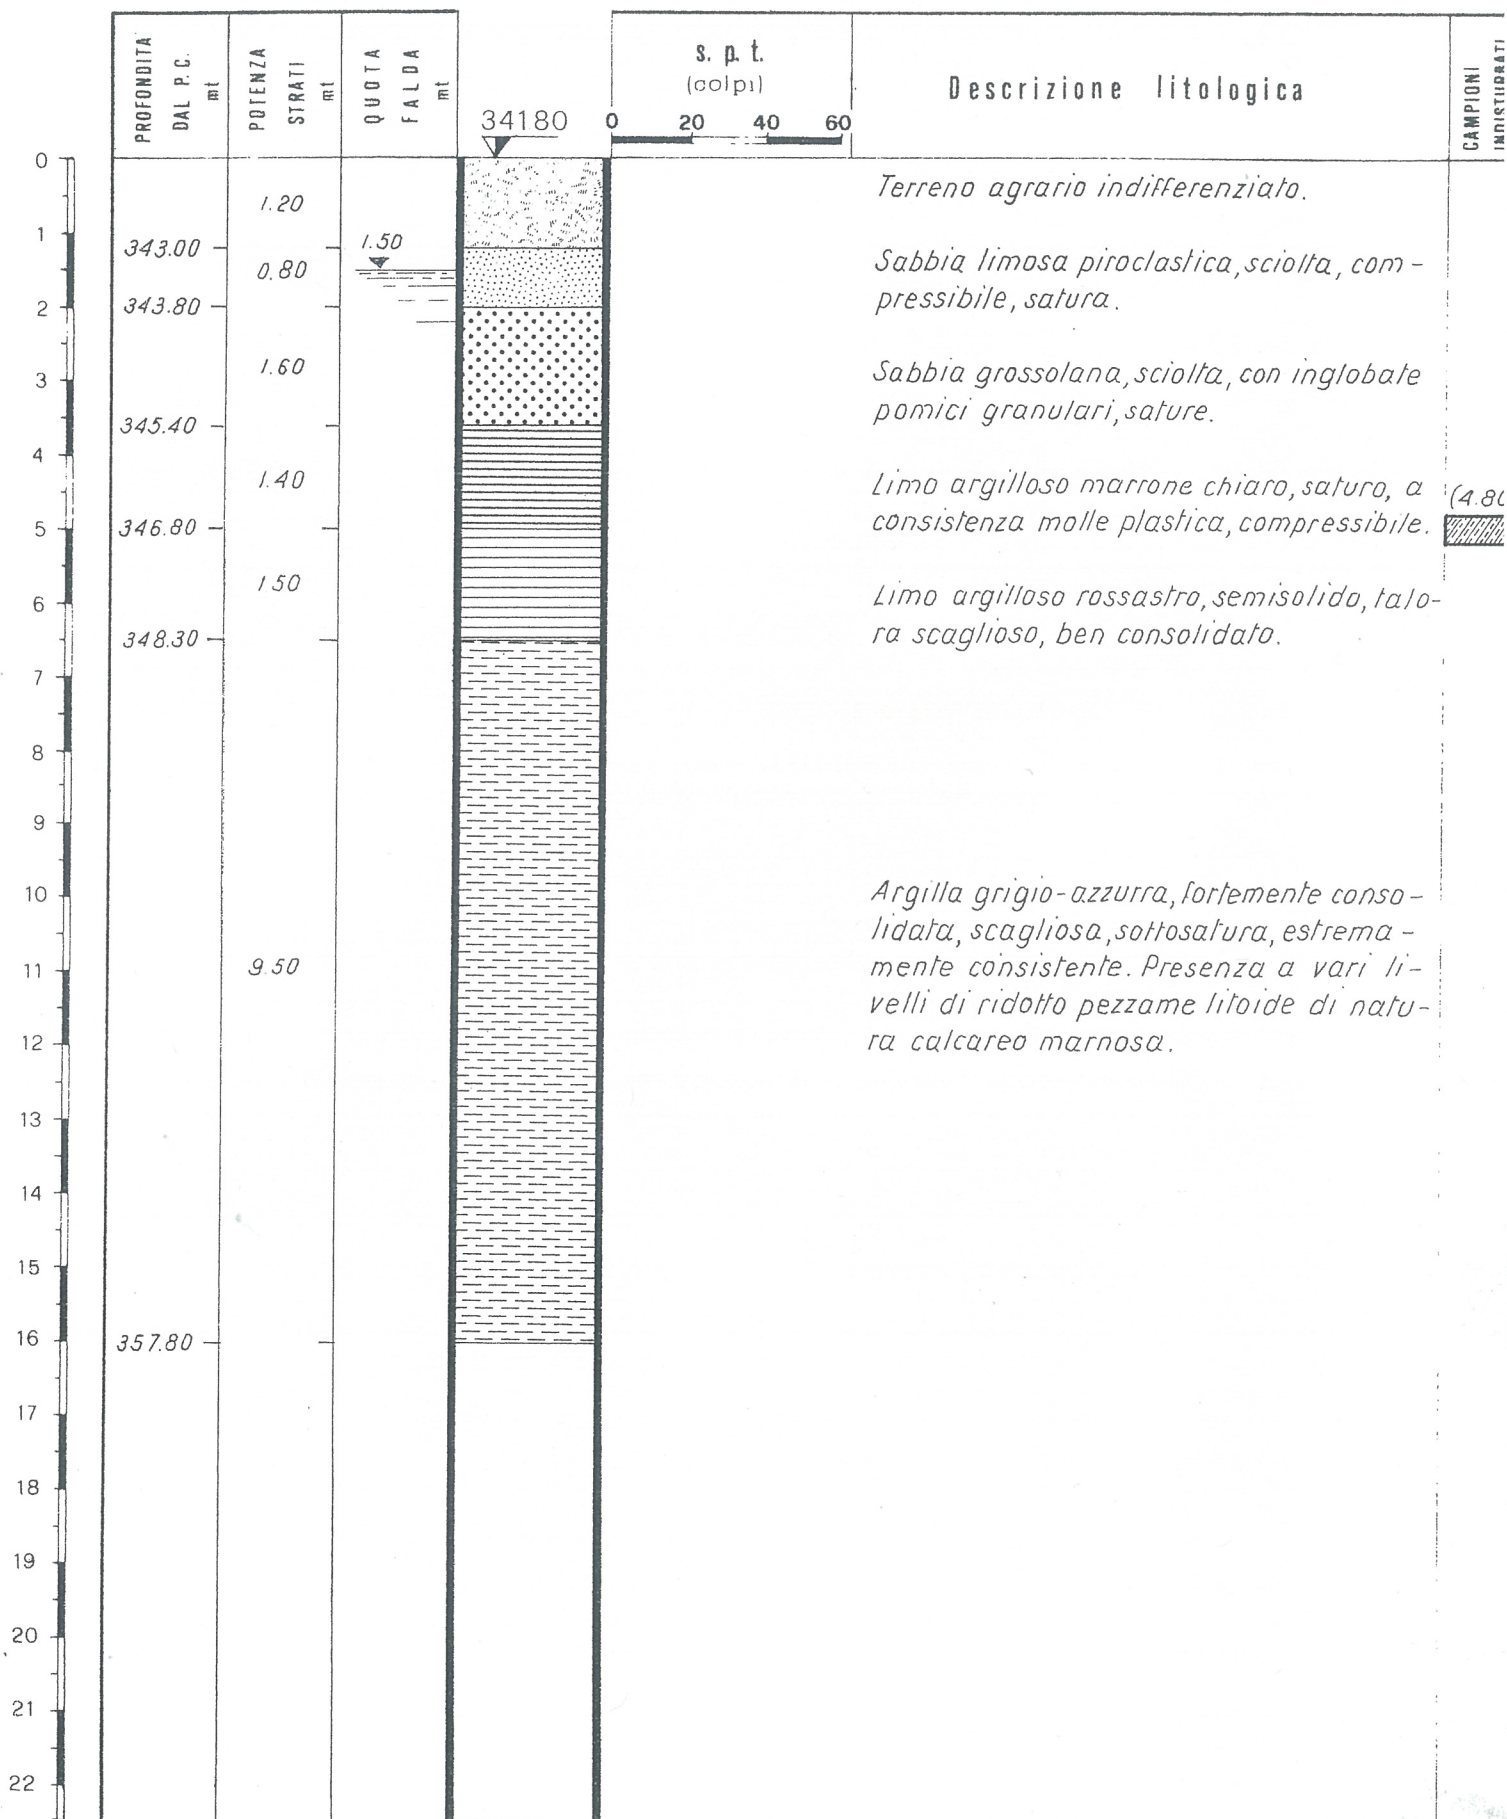 PROFONDITA
DAL P.C.
mt
POTENZA
STRATI
mt
QUOTA
FALDA
mt
34180
s. p. t.
(colpi)
0 20 40 60
Descrizione litologica
CAMPIONI
INDISTURBATI
0
1.20
Terreno agrario indifferenziato.
1
343.00
1.50
0.80
Sabbia limosa piroclastica, sciolta, com-
pressibile, satura.
2
343.80
1.60
Sabbia grossolana, sciolta, con inglobate
pomici granulari, sature.
3
345.40
4
1.40
Limo argilloso marrone chiaro, saturo, a
consistenza molle plastica, compressibile.
(4.80
5
346.80
1 50
Limo argilloso rossastro, semisolido, talo-
ra scaglioso, ben consolidato.
6
348.30
7
8
9
10
Argilla grigio-azzurra, fortemente conso-
lidata, scagliosa, sottosatura, estrema-
mente consistente. Presenza a vari li-
velli di ridotto pezzame litoide di natu-
ra calcareo marnosa.
11
9.50
12
13
14
15
16
357.80
17
18
19
20
21
22